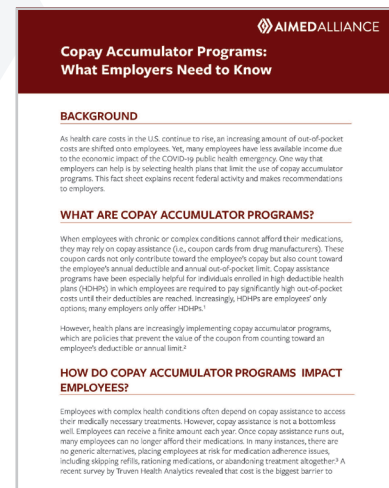 AIMEDALLIANCE
Copay Accumulator Programs:
What Employers Need to Know
BACKGROUND
As health care costs in the U.S. continue to rise, an increasing amount of out-of-pocket
costs are shifted onto employees. Yet, many employees have less available income due
to the economic impact of the COVID-19 public health emergency. One way that
employers can help is by selecting health plans that limit the use of copay accumulator
programs. This fact sheet explains recent federal activity and makes recommendations
to employers.
WHAT ARE COPAY ACCUMULATOR PROGRAMS?
When employees with chronic or complex conditions cannot afford their medications,
they may rely on copay assistance (i.e., coupon cards from drug manufacturers). These
coupon cards not only contribute toward the employee's copay but also count toward
the employee's annual deductible and annual out-of-pocket limit. Copay assistance
programs have been especially helpful for individuals enrolled in high deductible health
plans (HDHPs) in which employees are required to pay significantly high out-of-pocket
costs until their deductibles are reached. Increasingly, HDHPs are employees' only
options; many employers only offer HDHPs.¹
However, health plans are increasingly implementing copay accumulator programs,
which are policies that prevent the value of the coupon from counting toward an
employee's deductible or annual limit.²
HOW DO COPAY ACCUMULATOR PROGRAMS IMPACT
EMPLOYEES?
Employees with complex health conditions often depend on copay assistance to access
their medically necessary treatments. However, copay assistance is not a bottomless
well. Employees can receive a finite amount each year. Once copay assistance runs out,
many employees can no longer afford their medications. In many instances, there are
no generic alternatives, placing employees at risk for medication adherence issues,
including skipping refills, rationing medications, or abandoning treatment altogether.³ A
recent survey by Truven Health Analytics revealed that cost is the biggest barrier to